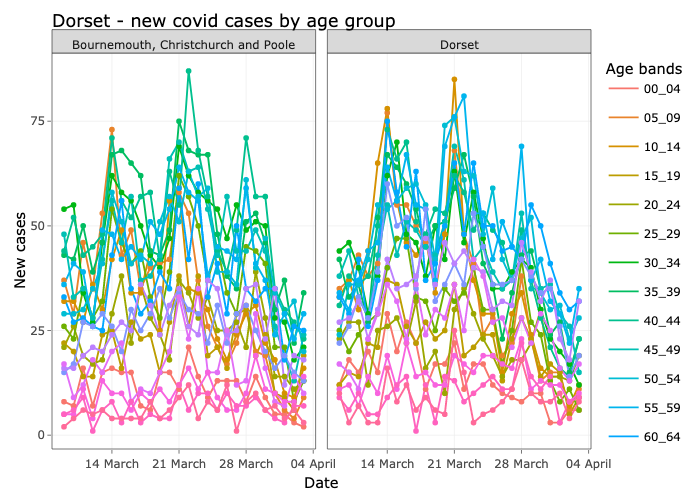 Dorset - new covid cases by age group
Bournemouth, Christchurch and Poole
Dorset
New cases
75
50
25
0
14 March
21 March
28 March
04 April
14 March
21 March
28 March
04 April
Date
Age bands
00_04
05_09
10_14
15_19
20_24
25_29
30_34
35_39
40_44
45_49
50_54
55_59
60_64